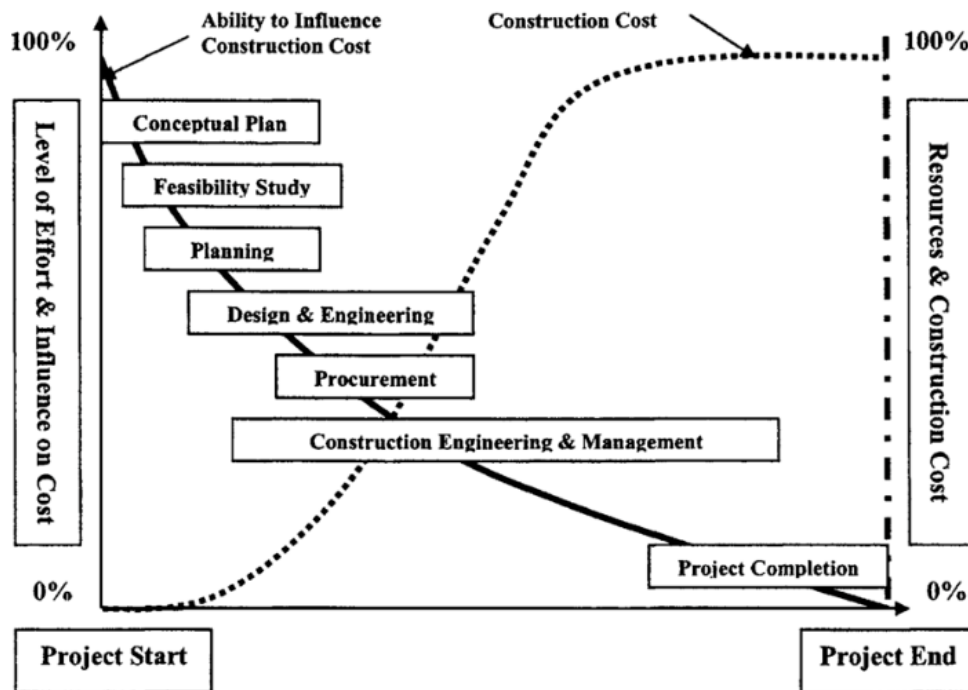 Ability to Influence
Construction Cost
Construction Cost
100%
100%
Level of Effort & Influence on Cost
Resources & Construction Cost
Conceptual Plan
Feasibility Study
Planning
Design & Engineering
Procurement
Construction Engineering & Management
Project Completion
0%
0%
Project Start
Project End